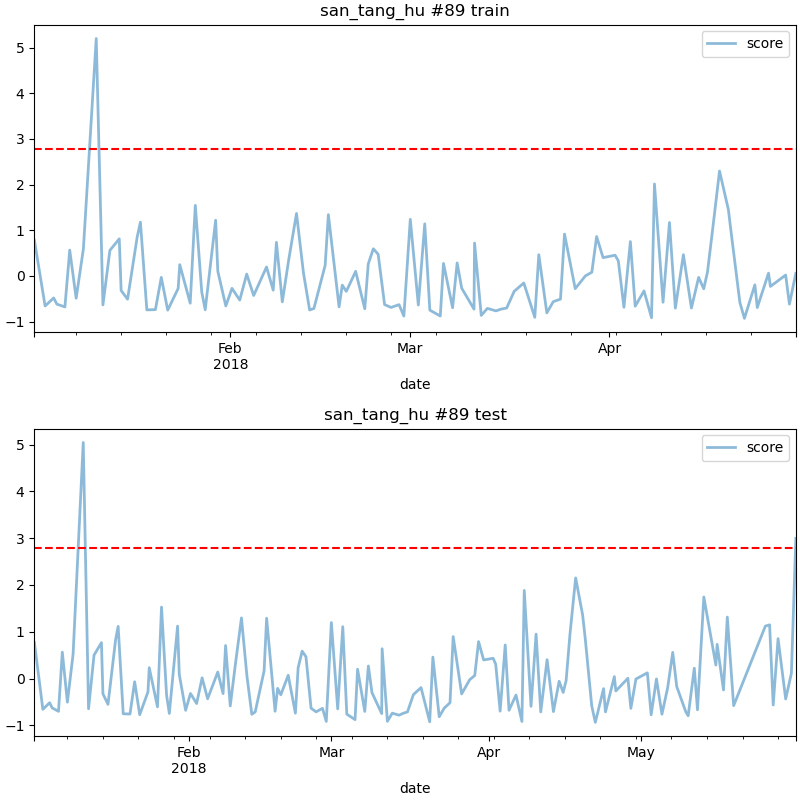 san_tang_hu #89 train
score
5
4
3
2
1
0
−1
Feb
2018
Mar
Apr
date
san_tang_hu #89 test
score
5
4
3
2
1
0
−1
Feb
2018
Mar
Apr
May
date